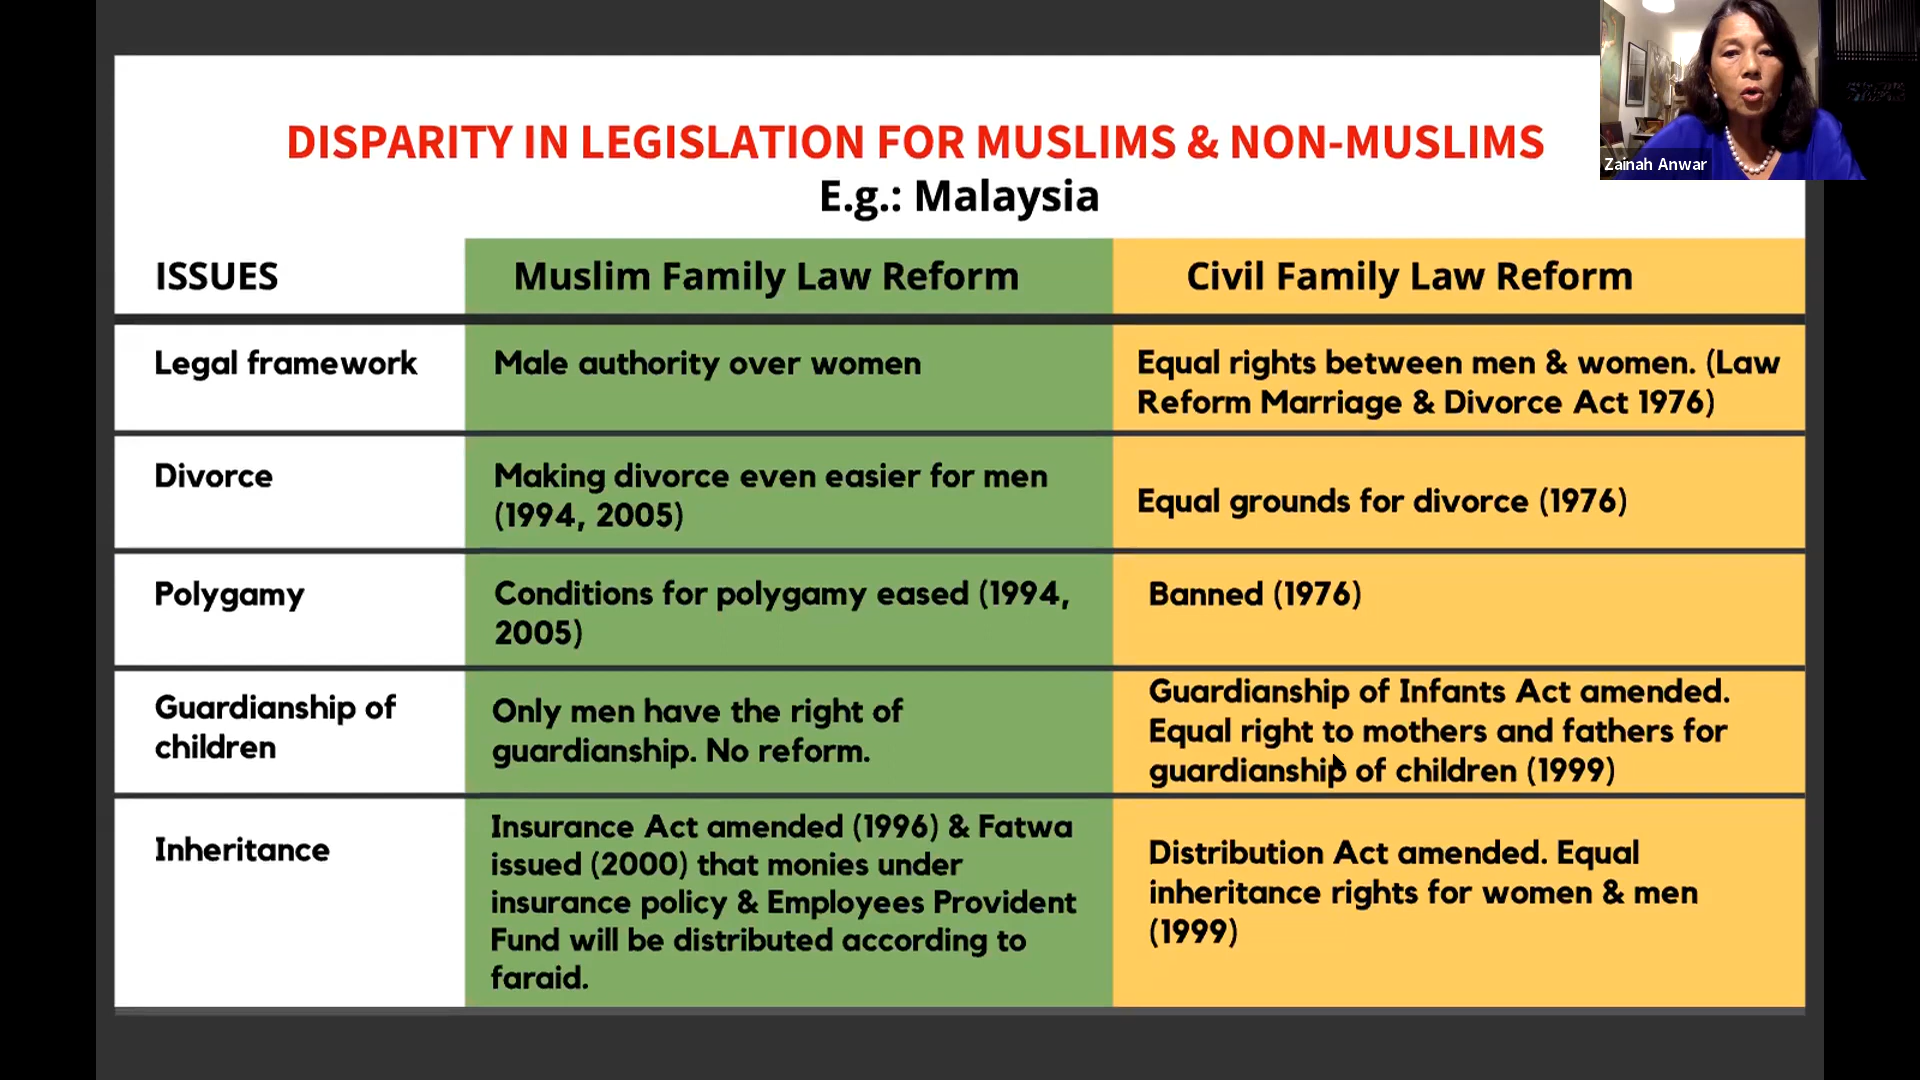 DISPARITY IN LEGISLATION FOR MUSLIMS & NON-MUSLIMS
E.g.: Malaysia
Zainah Anwar
ISSUES
Muslim Family Law Reform
Civil Family Law Reform
Legal framework
Male authority over women
Equal rights between men & women. (Law
Reform Marriage & Divorce Act 1976)
Divorce
Making divorce even easier for men
(1994, 2005)
Equal grounds for divorce (1976)
Polygamy
Conditions for polygamy eased (1994,
2005)
Banned (1976)
Guardianship of
children
Only men have the right of
guardianship. No reform.
Guardianship of Infants Act amended.
Equal right to mothers and fathers for
guardianship of children (1999)
Inheritance
Insurance Act amended (1996) & Fatwa
issued (2000) that monies under
insurance policy & Employees Provident
Fund will be distributed according to
faraid.
Distribution Act amended. Equal
inheritance rights for women & men
(1999)